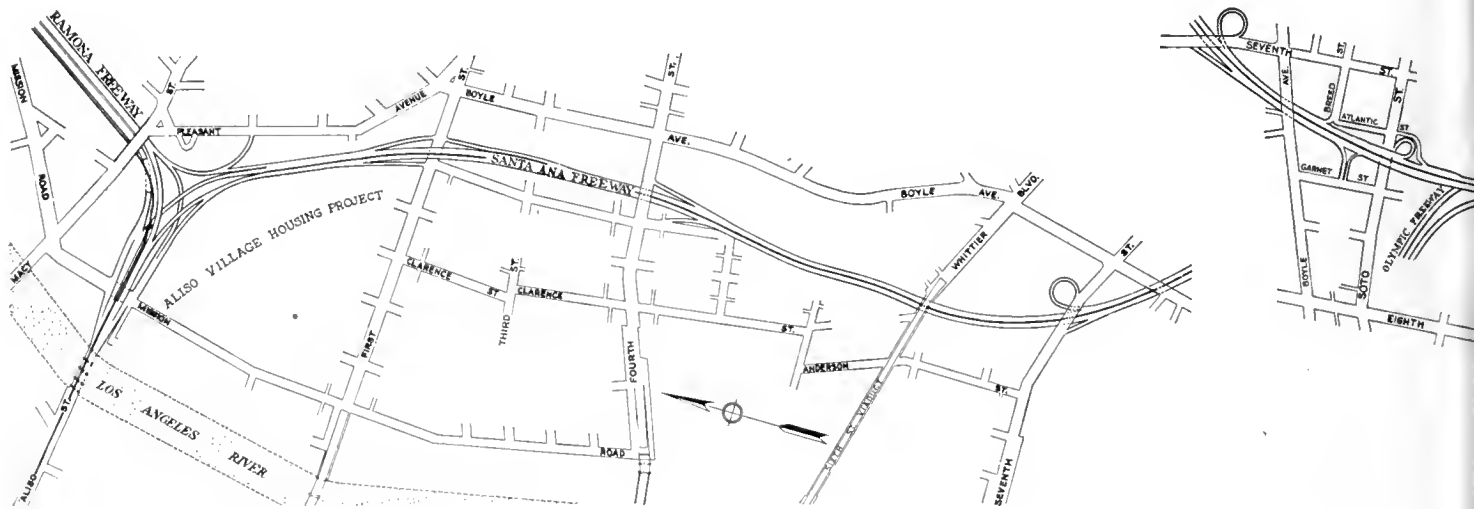 RAMONA FREEWAY
MISSION
ROAD
MACY
ST.
PLEASANT
AVENUE
ST.
BOYLE
AVE.
ST.
SANTA ANA FREEWAY
BOYLE
AVE.
BLVD.
WHITTIER
ST.
ALISO VILLAGE HOUSING PROJECT
MISSION
ROAD
CLARENCE
ST
ST.
THIRD
CLARENCE
ST.
FIRST
FOURTH
ANDERSON
ST.
SIXTH ST VIADUCT
SEVENTH
LOS ANGELES
RIVER
ALISO
ST.
SEVENTH
ST.
AVE.
BOYLE
ST.
BREED
ST.
SOTO
ATLANTIC
ST
GARNET
ST
OLYMPIC FREEWAY
EIGHTH